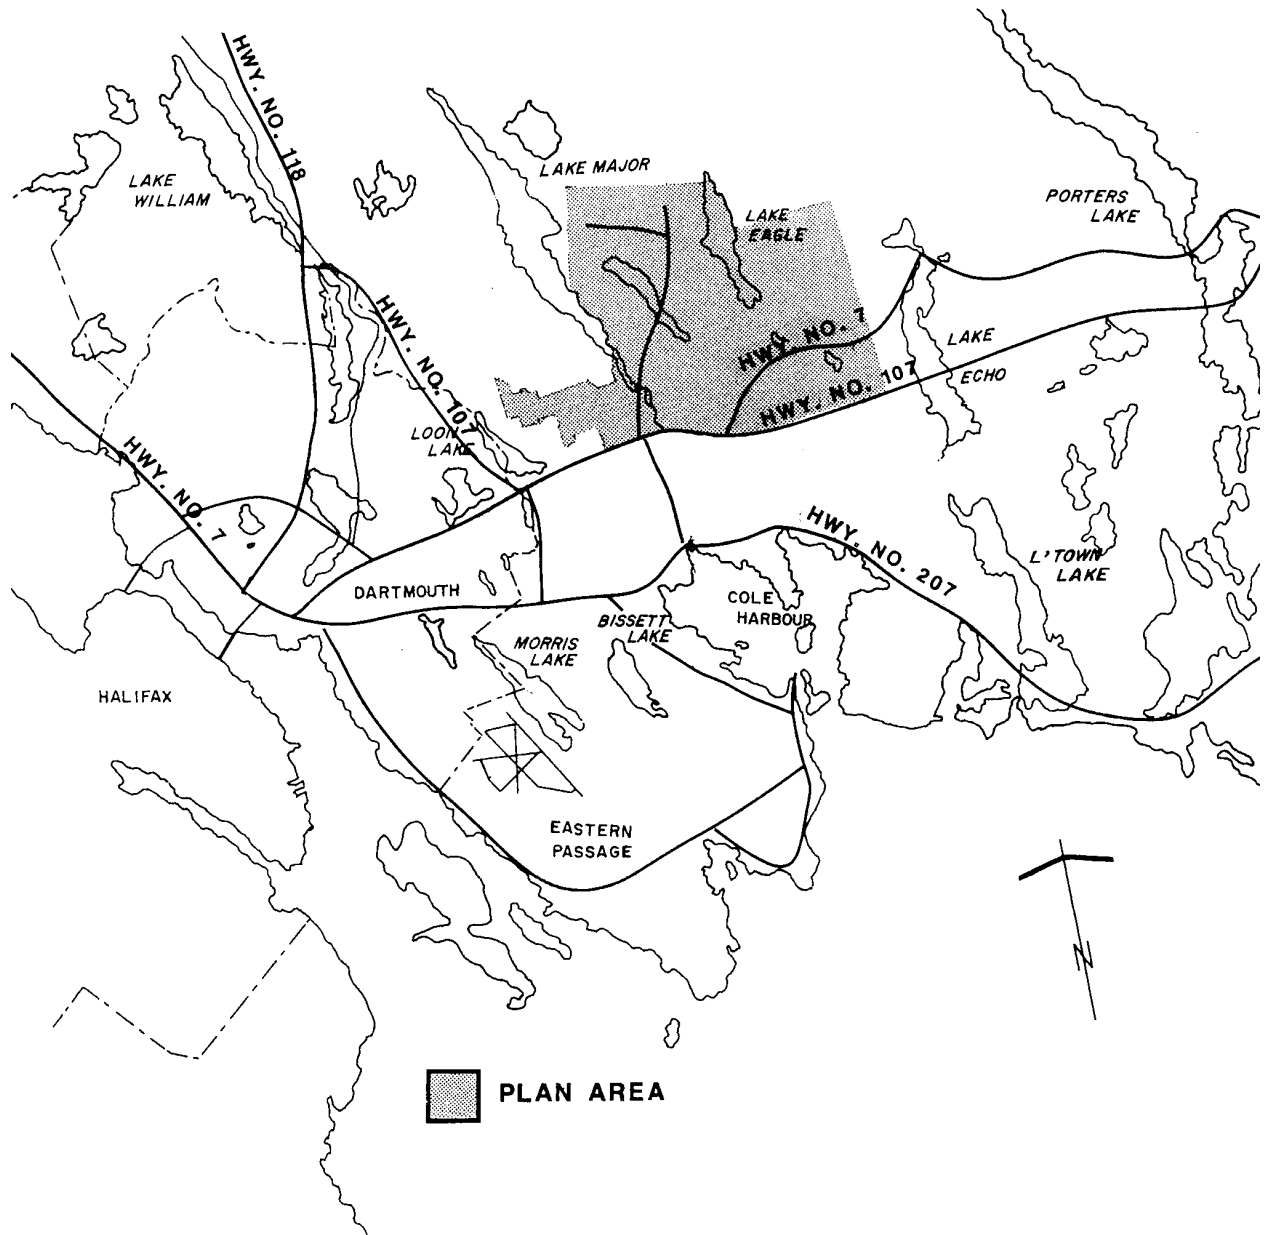 HWY. NO. 118
LAKE MAJOR
LAKE
WILLIAM
LAKE
EAGLE
PORTERS
LAKE
HWY. NO. 107
HWY. NO. 7
LAKE
ECHO
HWY. NO. 107
LOON
LAKE
HWY. NO. 7
HWY. NO. 207
L'TOWN
LAKE
DARTMOUTH
COLE
HARBOUR
BISSETT
LAKE
MORRIS
LAKE
HALIFAX
EASTERN
PASSAGE
N
PLAN AREA